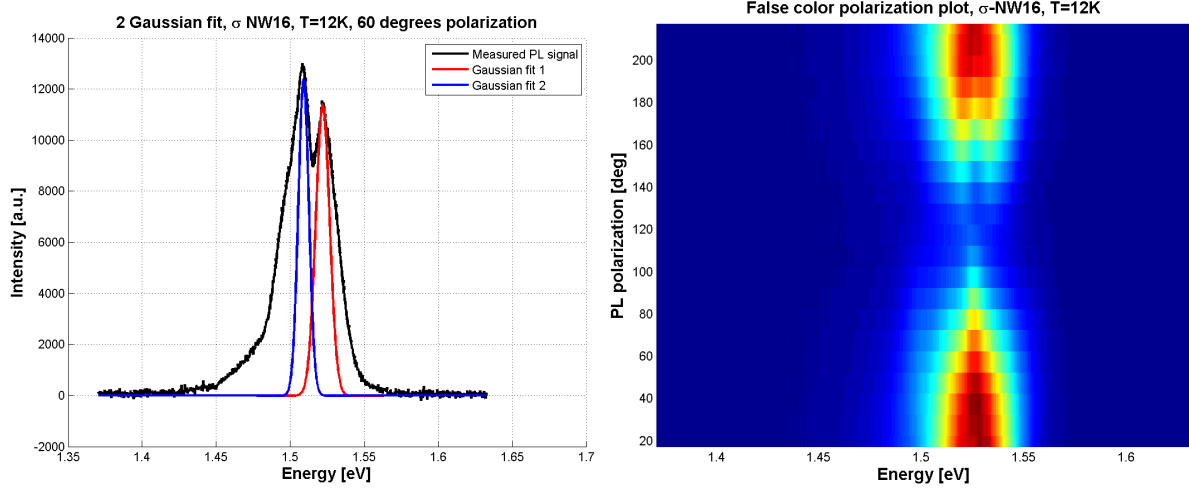 2 Gaussian fit, σ NW16, T=12K, 60 degrees polarization
14000
12000
10000
8000
6000
4000
2000
0
-2000
Intensity [a.u.]
Measured PL signal
Gaussian fit 1
Gaussian fit 2
1.35 1.4 1.45 1.5 1.55 1.6 1.65 1.7
Energy [eV]
False color polarization plot, σ-NW16, T=12K
200
180
160
140
120
100
80
60
40
20
PL polarization [deg]
1.4 1.45 1.5 1.55 1.6
Energy [eV]